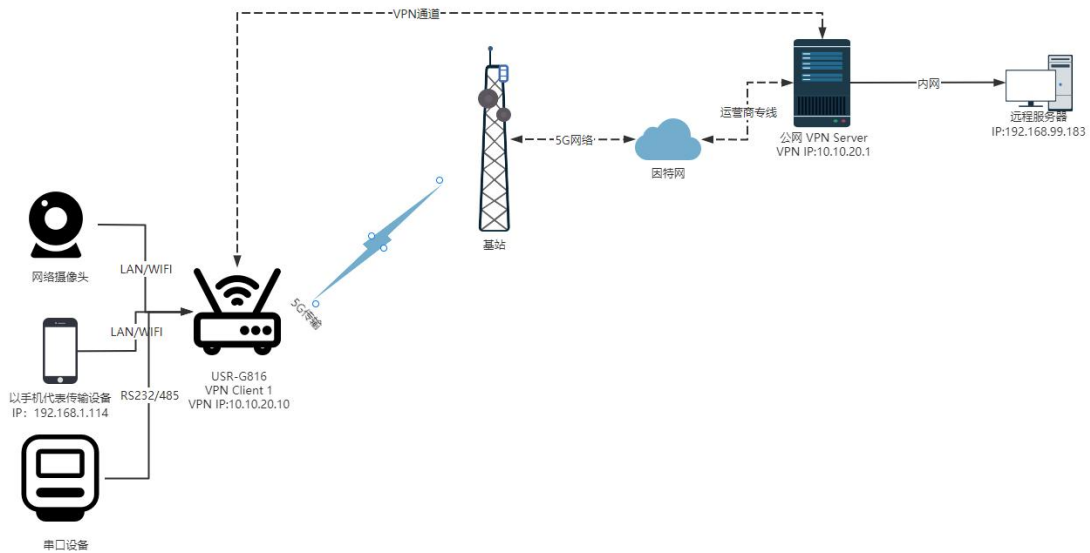 VPN通道
内网
运营商专线
远程服务器
IP:192.168.99.183
公网 VPN Server
VPN IP:10.10.20.1
5G网络
因特网
基站
网络摄像头
LAN/WIFI
5G传输
LAN/WIFI
USR-G816
VPN Client 1
VPN IP:10.10.20.10
以手机代表传输设备
IP：192.168.1.114
RS232/485
串口设备